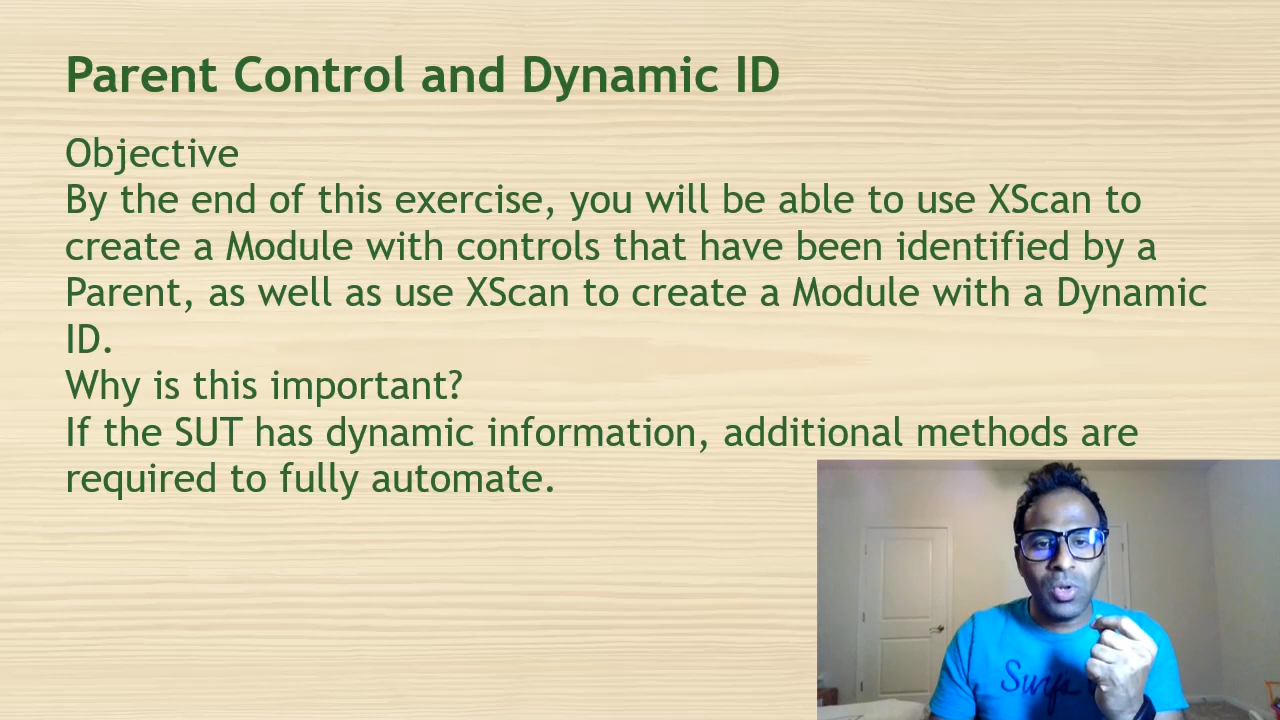 Parent Control and Dynamic ID
Objective
By the end of this exercise, you will be able to use XScan to
create a Module with controls that have been identified by a
Parent, as well as use XScan to create a Module with a Dynamic
ID.
Why is this important?
If the SUT has dynamic information, additional methods are
required to fully automate.